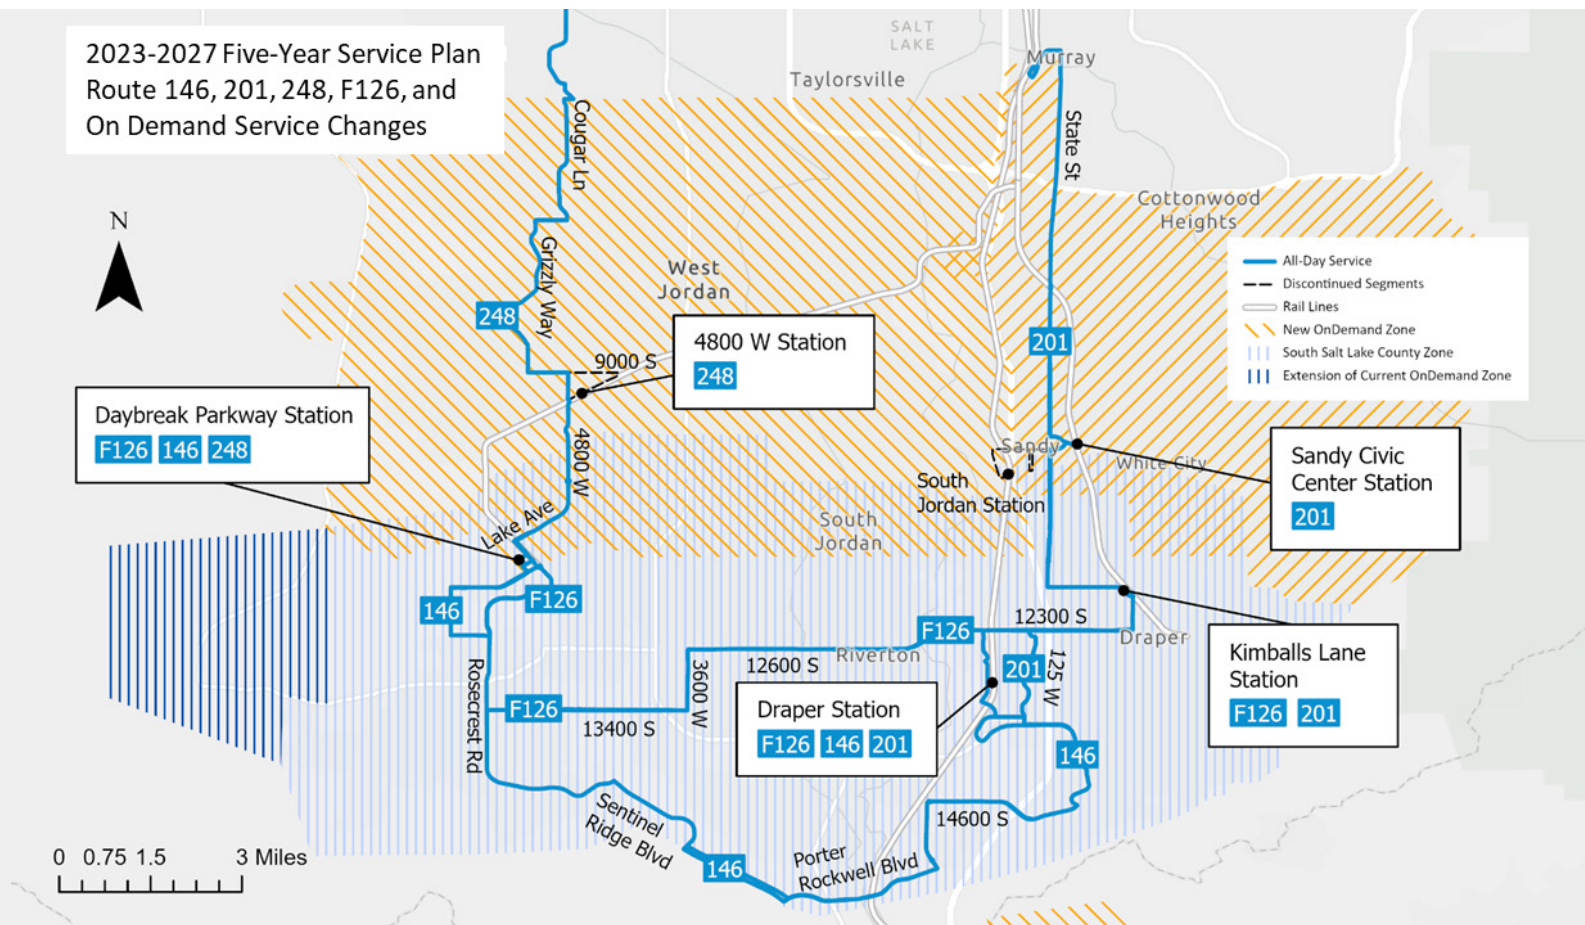 2023-2027 Five-Year Service Plan
Route 146, 201, 248, F126, and
On Demand Service Changes
SALT
LAKE
Murray
Taylorsville
Cougar Ln
State St
Cottonwood
Heights
N
Grizzly Way
West
Jordan
All-Day Service
Discontinued Segments
Rail Lines
New OnDemand Zone
South Salt Lake County Zone
Extension of Current OnDemand Zone
248
201
9000 S
4800 W Station
248
Daybreak Parkway Station
F126 146 248
4800 W
Sandy
White City
Sandy Civic
Center Station
201
South
Jordan Station
Lake Ave
South
Jordan
146
F126
F126
12300 S
Draper
Rosecrest Rd
3600 W
12600 S
Riverton
201
125 W
Kimballs Lane
Station
F126 201
F126
13400 S
Draper Station
F126 146 201
146
Sentinel
Ridge Blvd
14600 S
146
Porter
Rockwell Blvd
0 0.75 1.5 3 Miles